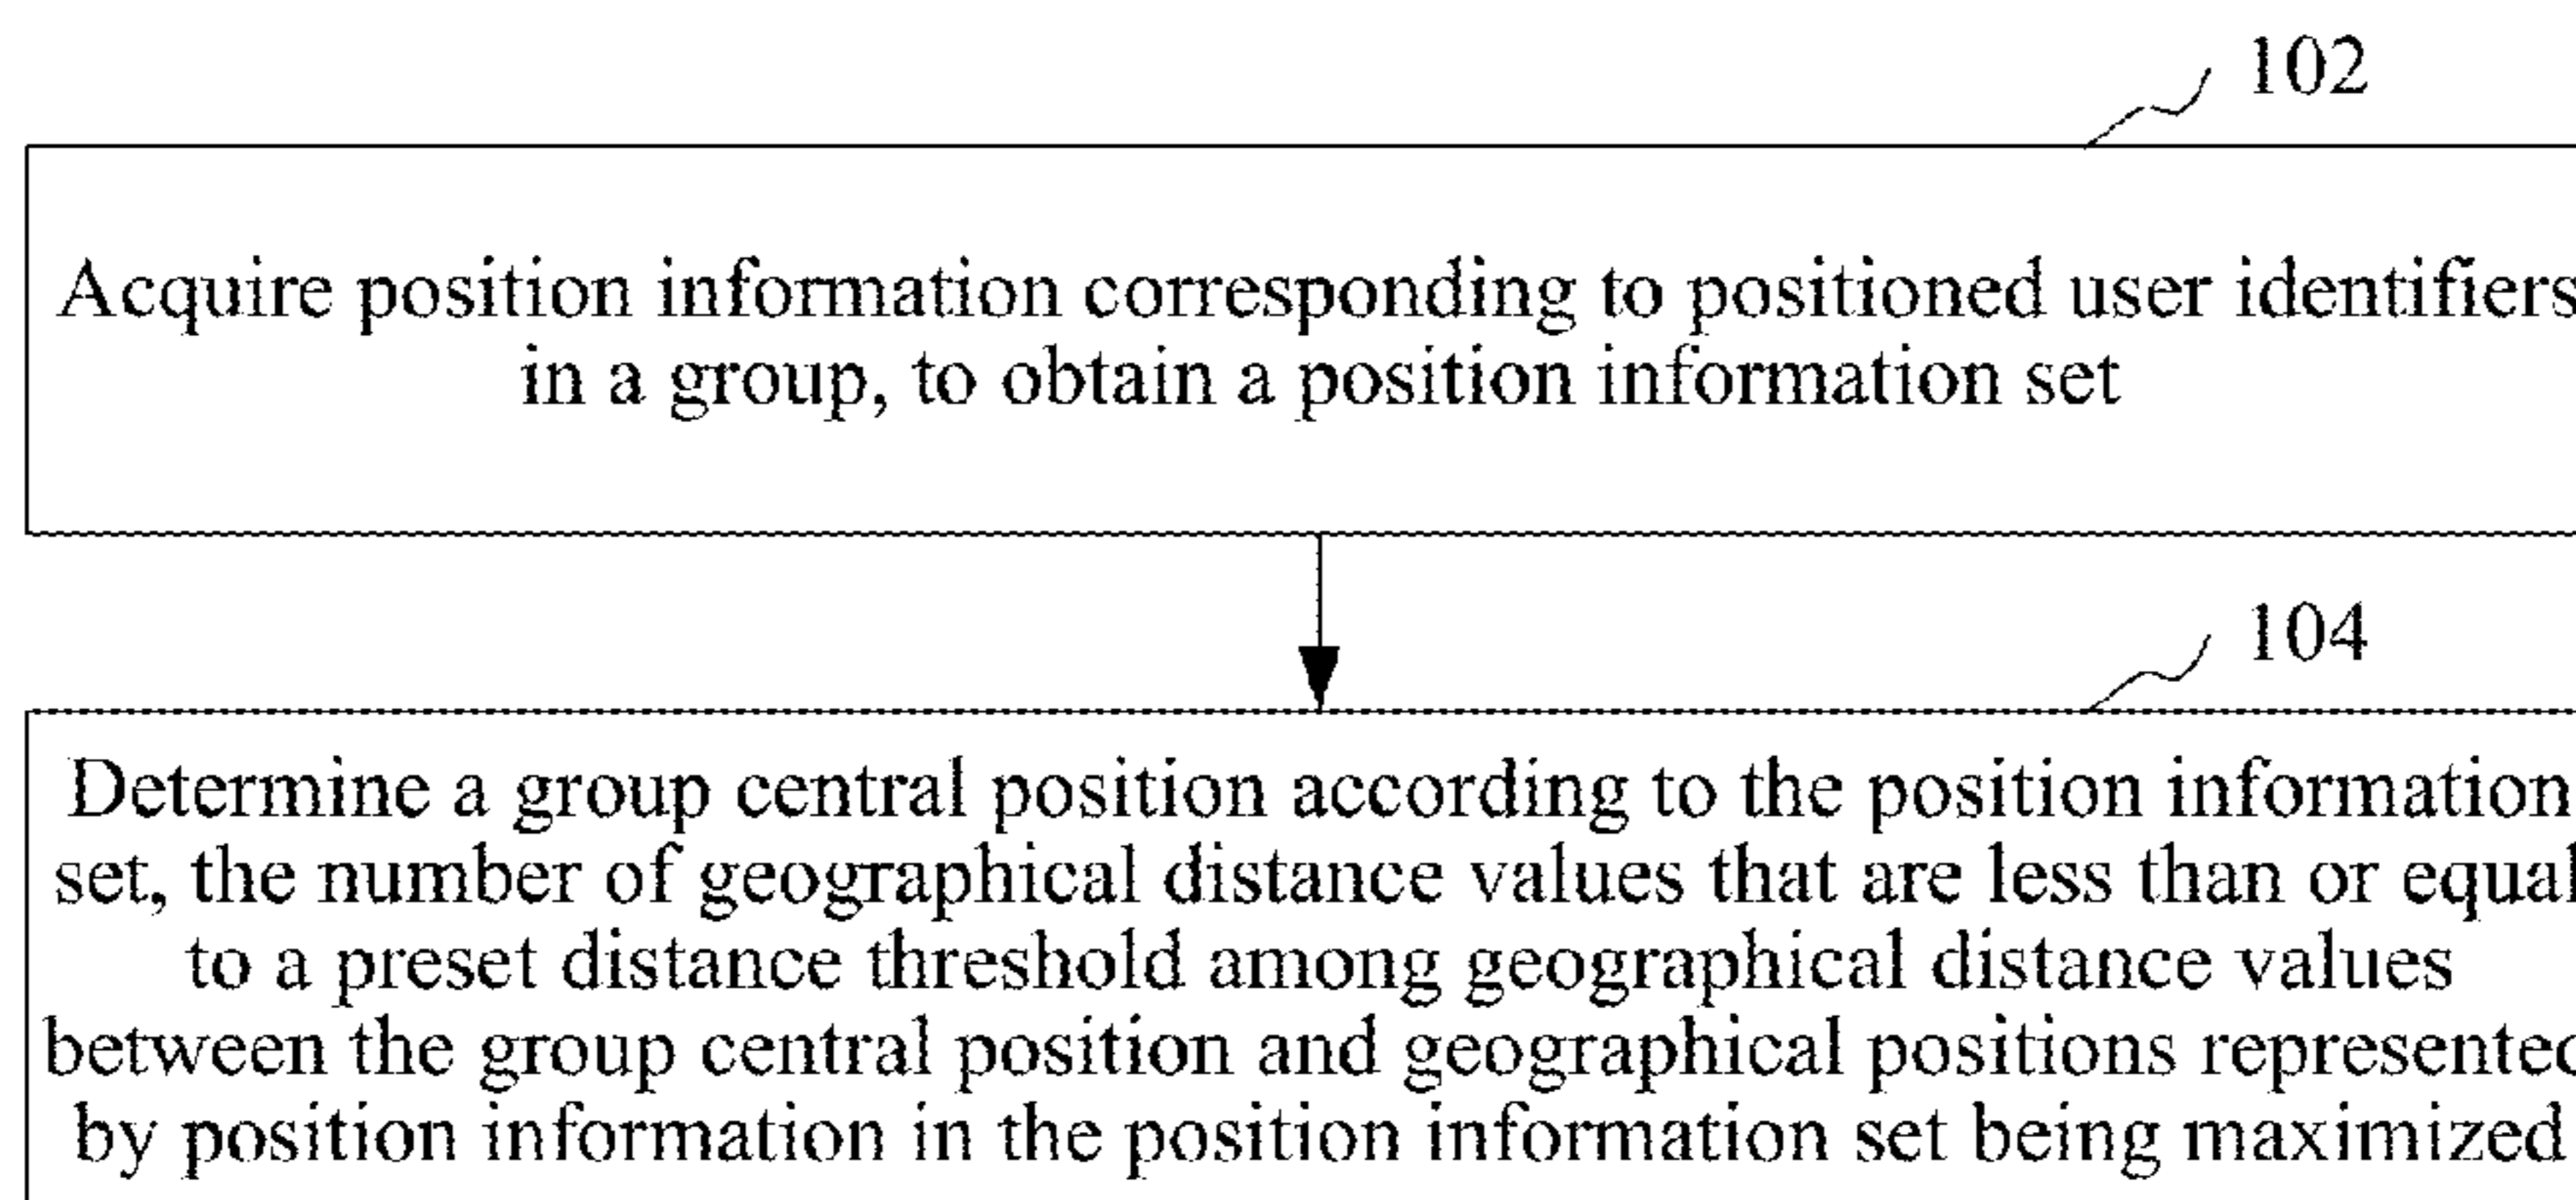 102
Acquire position information corresponding to positioned user identifiers
in a group, to obtain a position information set
104
Determine a group central position according to the position information
set, the number of geographical distance values that are less than or equal
to a preset distance threshold among geographical distance values
between the group central position and geographical positions represented
by position information in the position information set being maximized